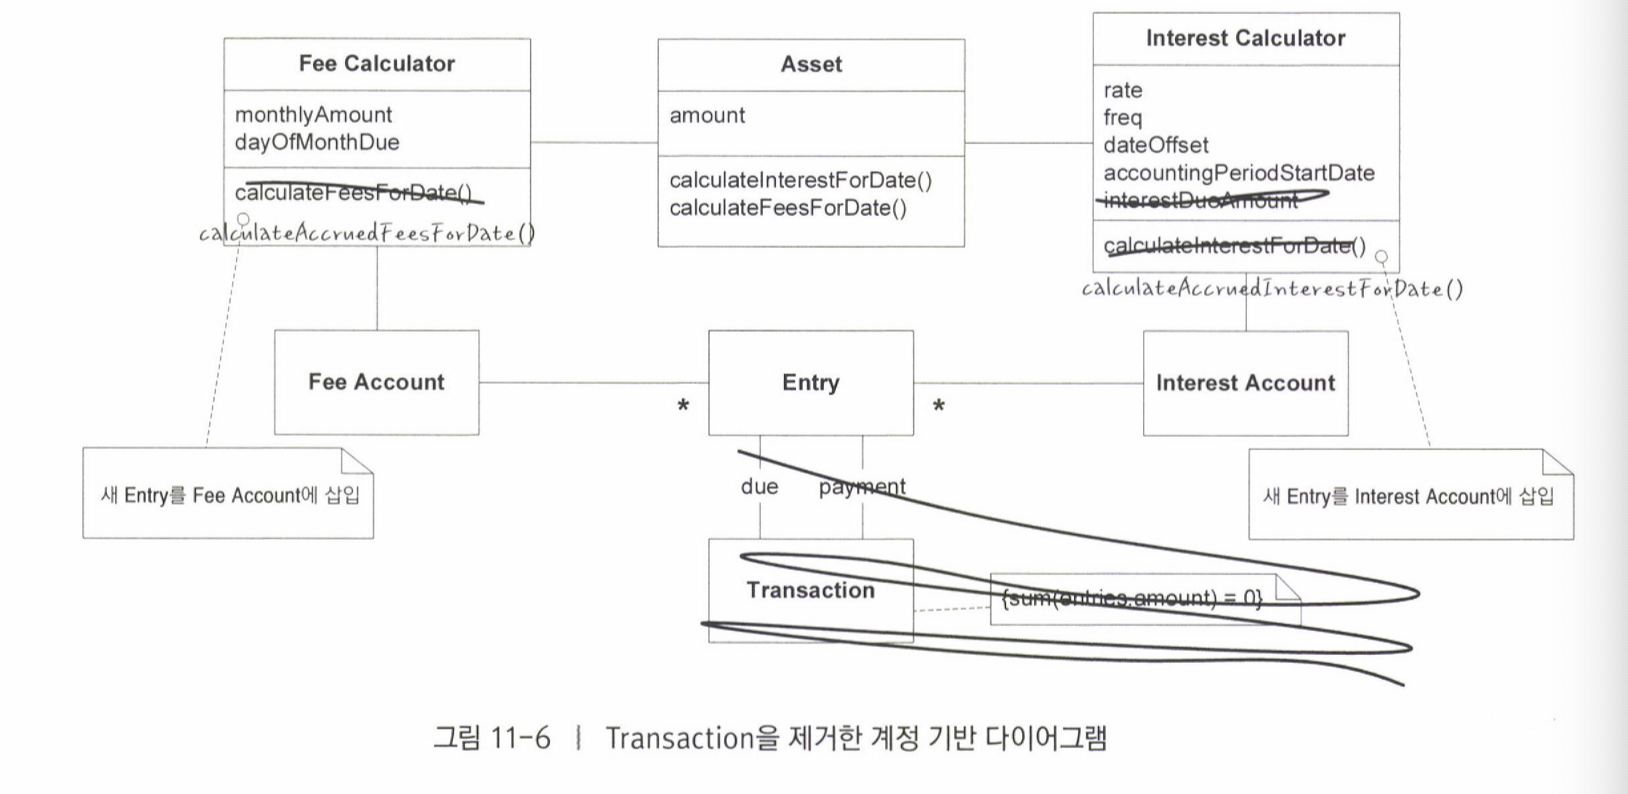 Fee Calculator
monthlyAmount
dayOfMonthDue
calculateFeesForDate()
calculateAccruedFeesForDate()
Asset
amount
calculateInterestForDate()
calculateFeesForDate()
Interest Calculator
rate
freq
dateOffset
accountingPeriodStartDate
interestDueAmount
calculateInterestForDate()
calculateAccruedInterestForDate()
Fee Account
*
Entry
*
Interest Account
새 Entry를 Fee Account에 삽입
due
payment
새 Entry를 Interest Account에 삽입
Transaction
{sum(entries.amount) = 0}
그림 11-6 | Transaction을 제거한 계정 기반 다이어그램